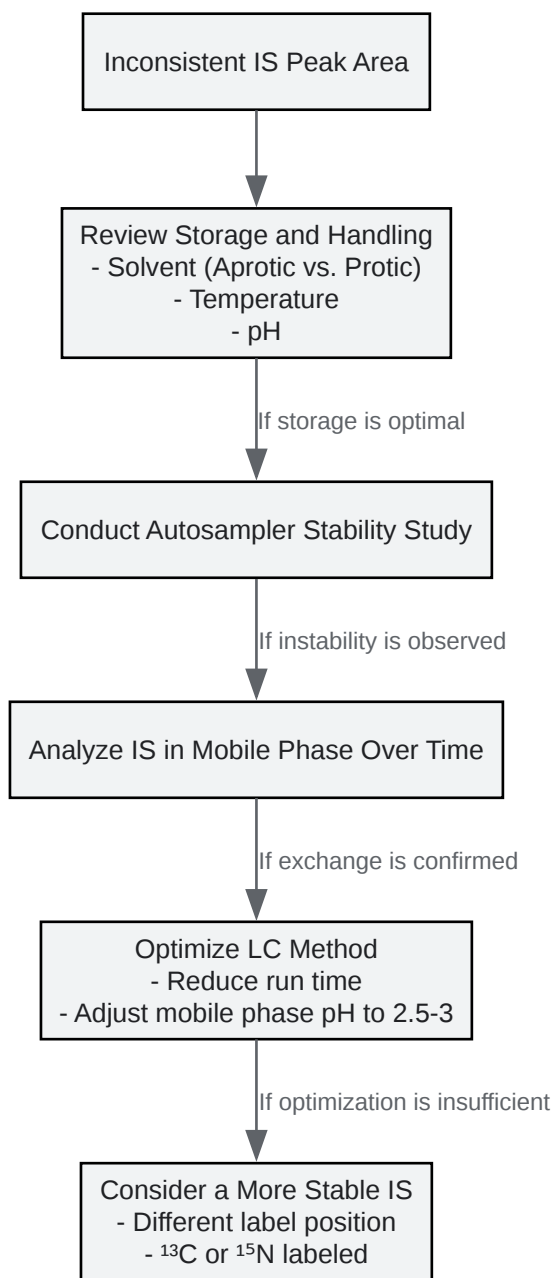 Inconsistent IS Peak Area
Review Storage and Handling
- Solvent (Aprotic vs. Protic)
- Temperature
- pH
If storage is optimal
Conduct Autosampler Stability Study
If instability is observed
Analyze IS in Mobile Phase Over Time
If exchange is confirmed
Optimize LC Method
- Reduce run time
- Adjust mobile phase pH to 2.5-3
If optimization is insufficient
Consider a More Stable IS
- Different label position
- ¹³C or ¹⁵N labeled